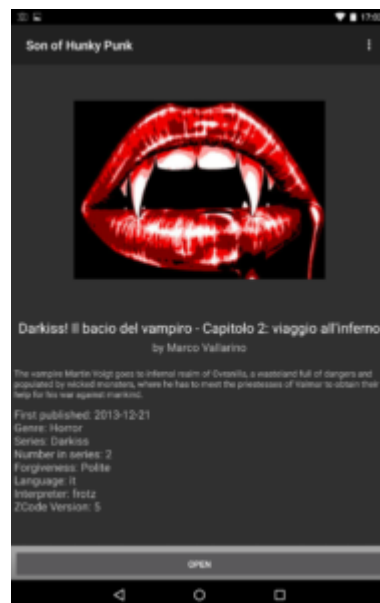 17:02
Son of Hunky Punk
Darkiss! Il bacio del vampiro - Capitolo 2: viaggio all'inferno
by Marco Vallarino
The vampire Martin Voigt goes to infernal realm of a wasteland full of dangers and
populated by wicked monsters, where he has to meet the priestesses of Valmar to obtain their
help for his war against mankind.
First published: 2013-12-21
Genre: Horror
Series: Darkiss
Number in series: 2
Forgiveness: Polite
Language: it
Interpreter: frotz
ZCode Version: 5
OPEN